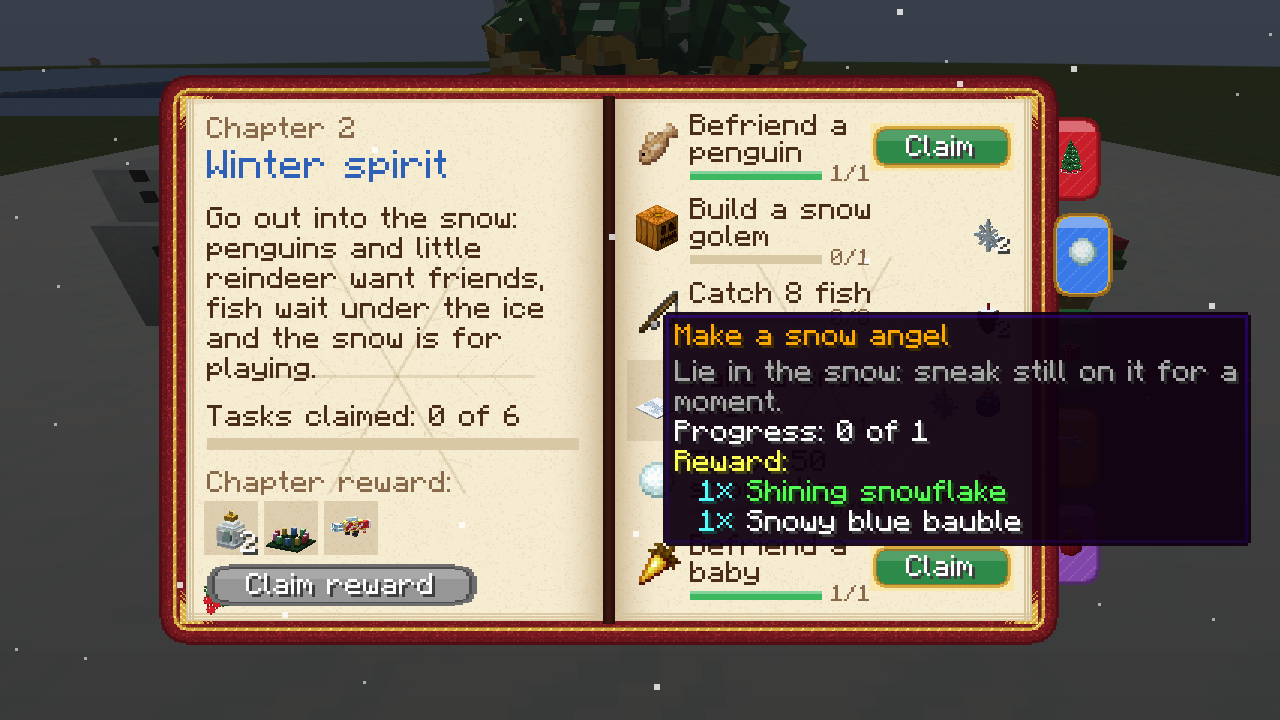 Chapter 2
Winter spirit
Go out into the snow:
penguins and little
reindeer want friends,
fish wait under the ice
and the snow is for
playing.
Tasks claimed: 0 of 6
Chapter reward:
2
Claim reward
Befriend a
penguin
1/1
Claim
Build a snow
golem
0/1
2
Catch 8 fish
2
Make a snow angel
Lie in the snow: sneak still on it for a
moment.
Progress: 0 of 1
Reward:
1× Shining snowflake
1× Snowy blue bauble
Befriend a
baby
1/1
Claim